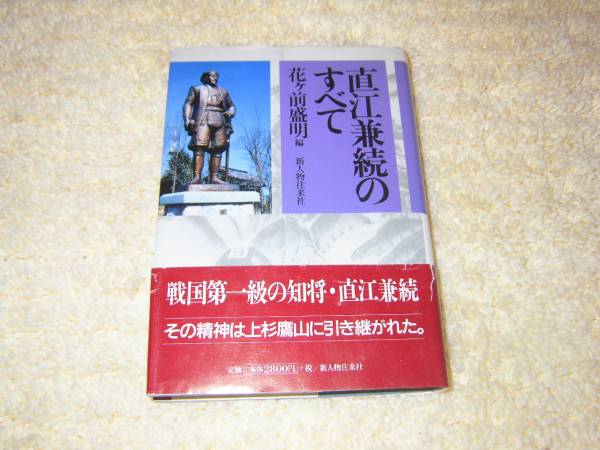 直江兼続の
すべて
花ヶ前盛明編
新人物往来社
戦国第一級の知将・直江兼続
その精神は上杉鷹山に引き継がれた。
定価:本体2800円+税/新人物往来社